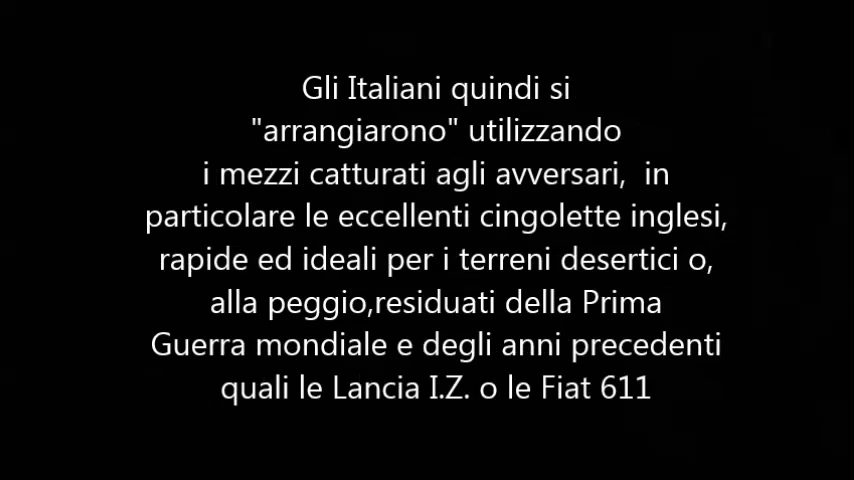 Gli Italiani quindi si
"arrangiarono" utilizzando
i mezzi catturati agli avversari,  in
particolare le eccellenti cingolette inglesi,
rapide ed ideali per i terreni desertici o,
alla peggio,residuati della Prima
Guerra mondiale e degli anni precedenti
quali le Lancia I.Z. o le Fiat 611